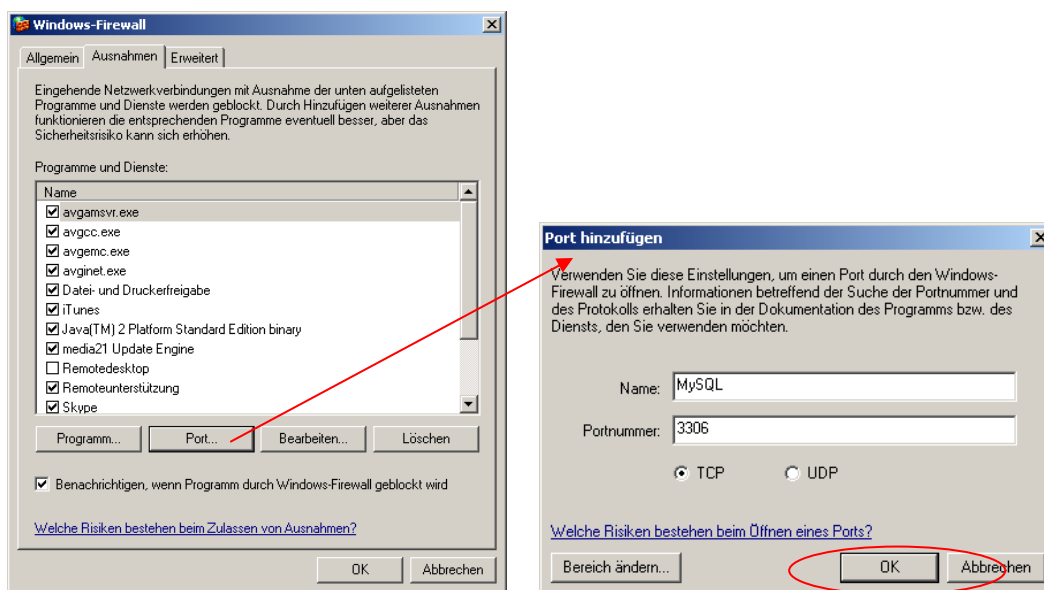 Windows-Firewall
Allgemein
Ausnahmen
Erweitert
Eingehende Netzwerkverbindungen mit Ausnahme der unten aufgelisteten
Programme und Dienste werden geblockt. Durch Hinzufügen weiterer Ausnahmen
funktionieren die entsprechenden Programme eventuell besser, aber das
Sicherheitsrisiko kann sich erhöhen.
Programme und Dienste:
Name
avgamsvr.exe
avgcc.exe
avgemc.exe
avginet.exe
Datei- und Druckerfreigabe
iTunes
Java(TM) 2 Platform Standard Edition binary
media21 Update Engine
Remotedesktop
Remoteunterstützung
Skype
Programm...
Port...
Bearbeiten...
Löschen
Benachrichtigen, wenn Programm durch Windows-Firewall geblockt wird
Welche Risiken bestehen beim Zulassen von Ausnahmen?
OK
Abbrechen
Port hinzufügen
Verwenden Sie diese Einstellungen, um einen Port durch den Windows-
Firewall zu öffnen. Informationen betreffend der Suche der Portnummer und
des Protokolls erhalten Sie in der Dokumentation des Programms bzw. des
Diensts, den Sie verwenden möchten.
Name: MySQL
Portnummer: 3306
TCP
UDP
Welche Risiken bestehen beim Öffnen eines Ports?
Bereich ändern...
OK
Abbrechen